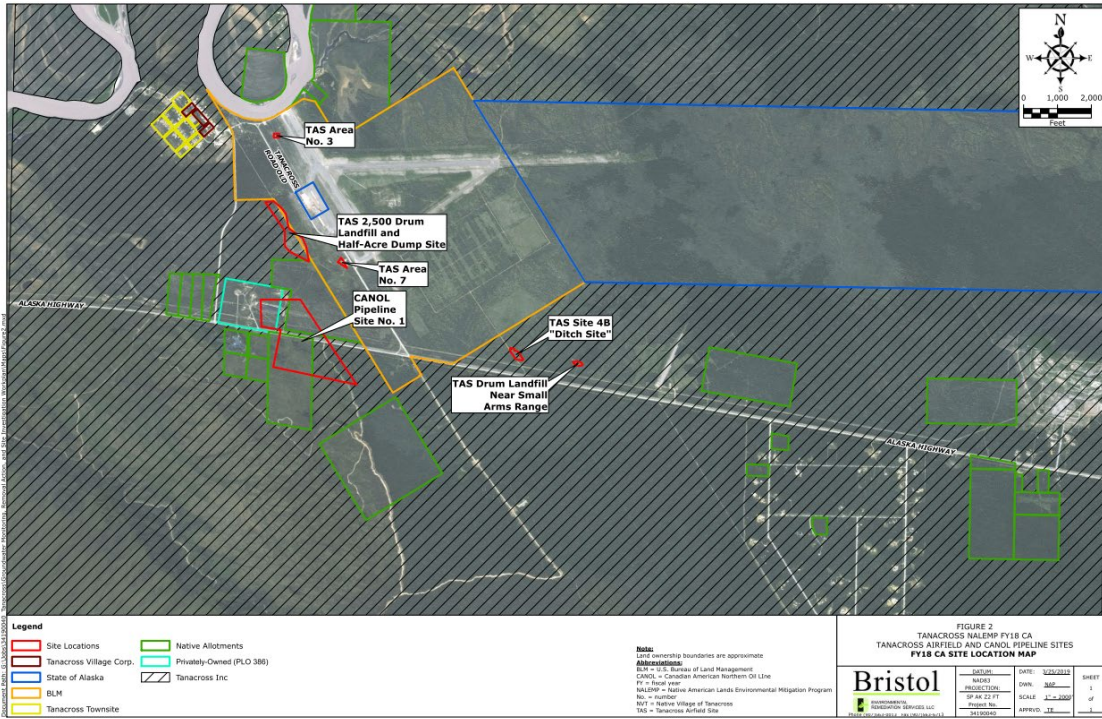 N
W
E
S
0 1,000 2,000
Feet
TAS Area
No. 3
TANACROSS
ROAD OLD
TAS 2,500 Drum
Landfill and
Half-Acre Dump Site
TAS Area
No. 7
CANOL
Pipeline
Site No. 1
ALASKA HIGHWAY
TAS Site 4B
"Ditch Site"
TAS Drum Landfill
Near Small
Arms Range
ALASKA HIGHWAY
Legend
Site Locations
Tanacross Village Corp.
State of Alaska
BLM
Tanacross Townsite
Native Allotments
Privately-Owned (PLO 386)
Tanacross Inc
Note:
Land ownership boundaries are approximate
Abbreviations:
BLM = U.S. Bureau of Land Management
CANOL = Canadian American Northern Oil Line
FY = fiscal year
NALEMP = Native American Lands Environmental Mitigation Program
No. = number
NVT = Native Village of Tanacross
TAS = Tanacross Airfield Site
FIGURE 2
TANACROSS NALEMP FY18 CA
TANACROSS AIRFIELD AND CANOL PIPELINE SITES
FY18 CA SITE LOCATION MAP
Bristol
ENVIRONMENTAL
REMEDIATION SERVICES LLC
DATUM:
NAD83
PROJECTION:
SP AK Z2 FT
Project No.
34190040
DATE: 3/25/2019
DWN. NAP
SCALE 1" = 2000'
APPRVD. TE
SHEET
1
of
1